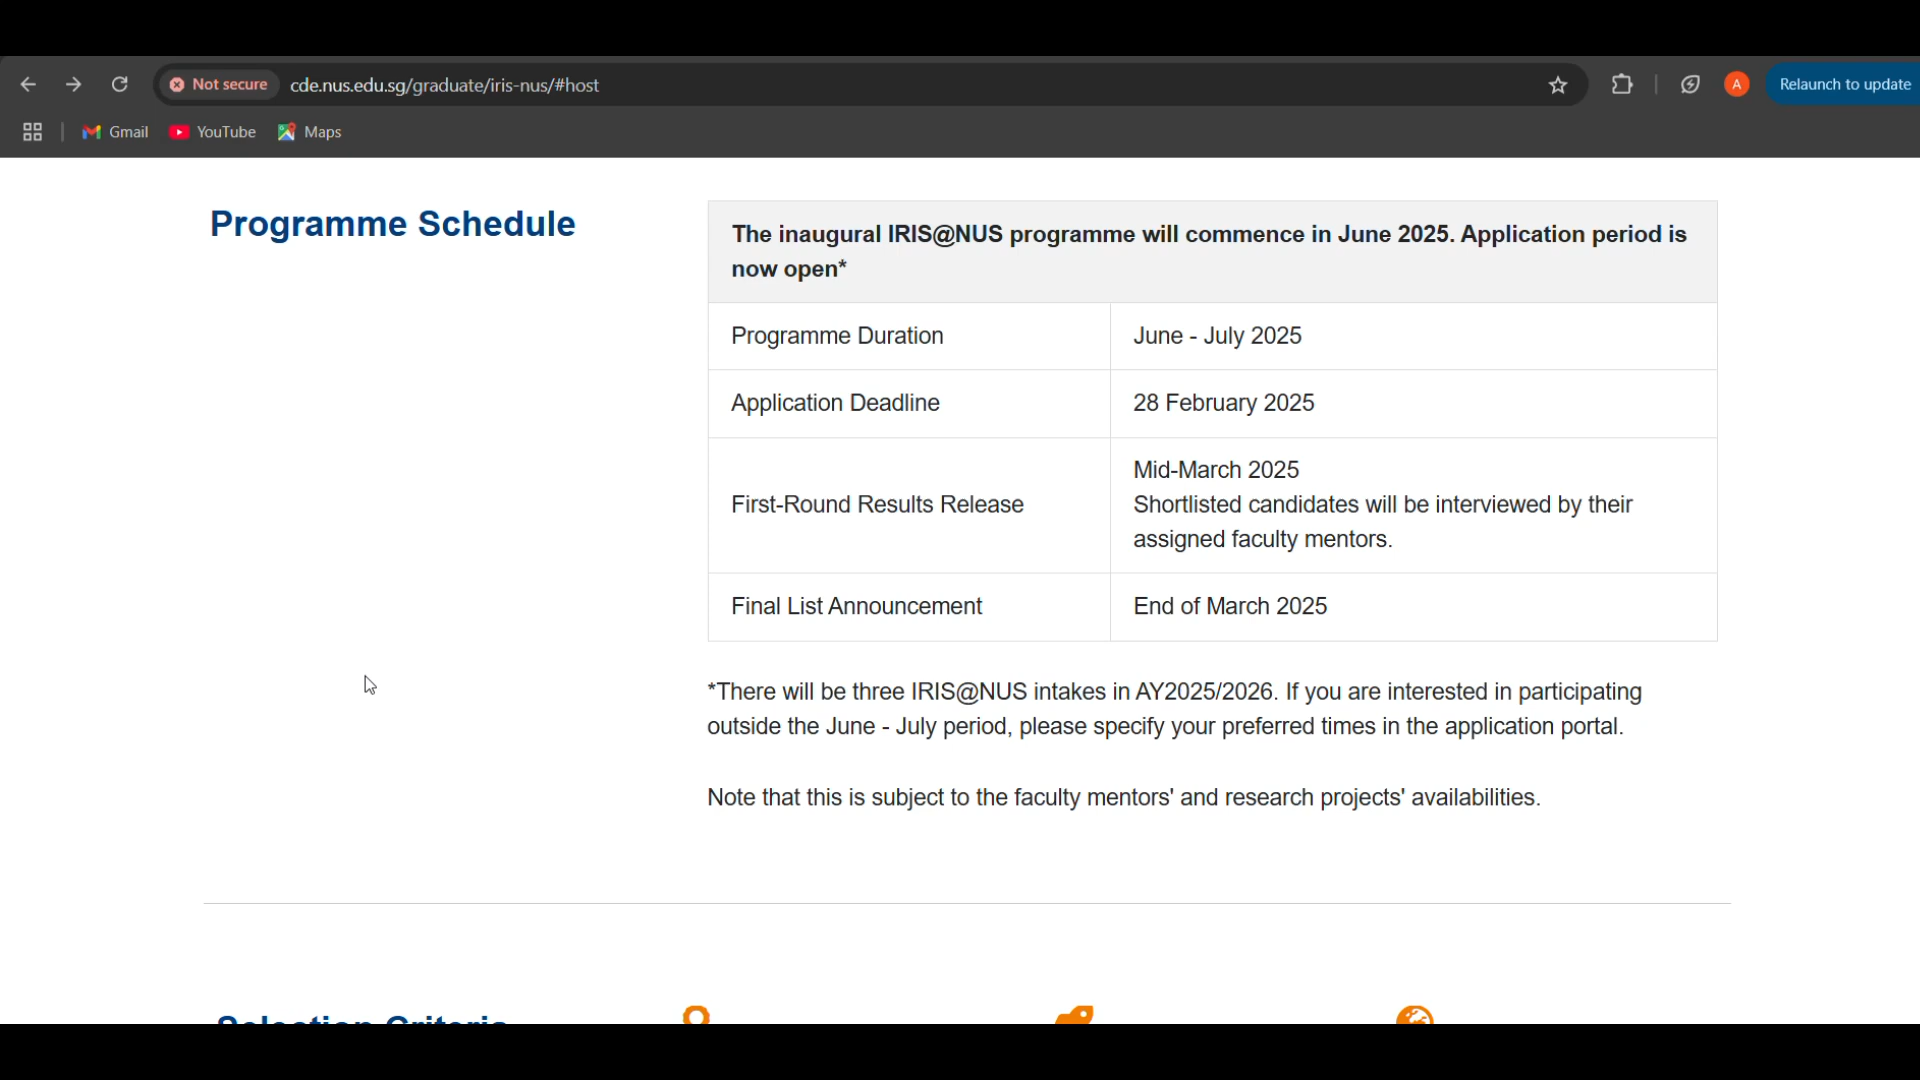 Not secure
cde.nus.edu.sg/graduate/iris-nus/#host
A
Relaunch to update
Gmail
YouTube
Maps
Programme Schedule
The inaugural IRIS@NUS programme will commence in June 2025. Application period is
now open*
Programme Duration
June - July 2025
Application Deadline
28 February 2025
First-Round Results Release
Mid-March 2025
Shortlisted candidates will be interviewed by their
assigned faculty mentors.
Final List Announcement
End of March 2025
*There will be three IRIS@NUS intakes in AY2025/2026. If you are interested in participating
outside the June - July period, please specify your preferred times in the application portal.
Note that this is subject to the faculty mentors' and research projects' availabilities.
Selection Criteria